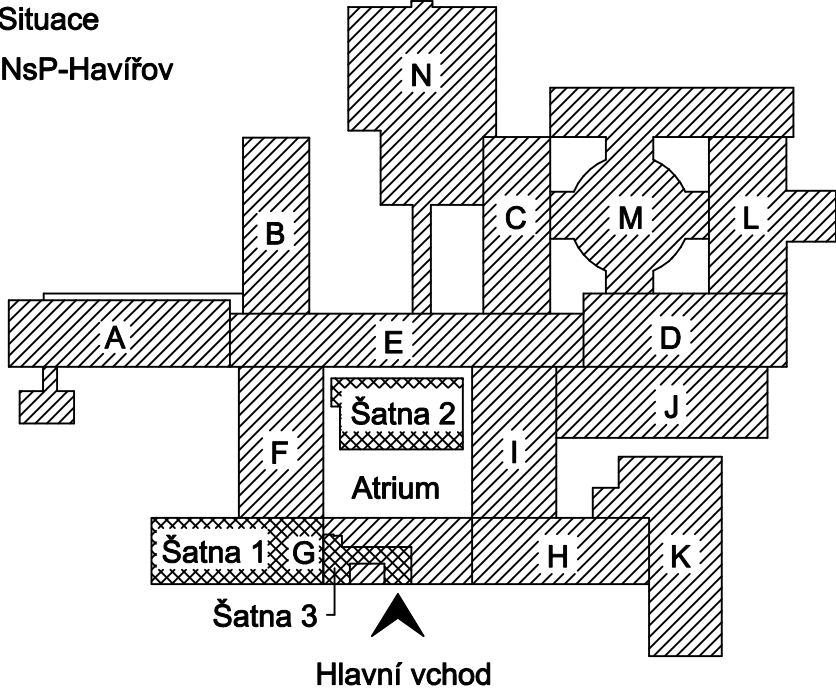 Situace
NsP-Havířov
N
B
C
M
L
A
E
D
Šatna 2
J
F
I
Atrium
Šatna 1
G
H
K
Šatna 3
Hlavní vchod